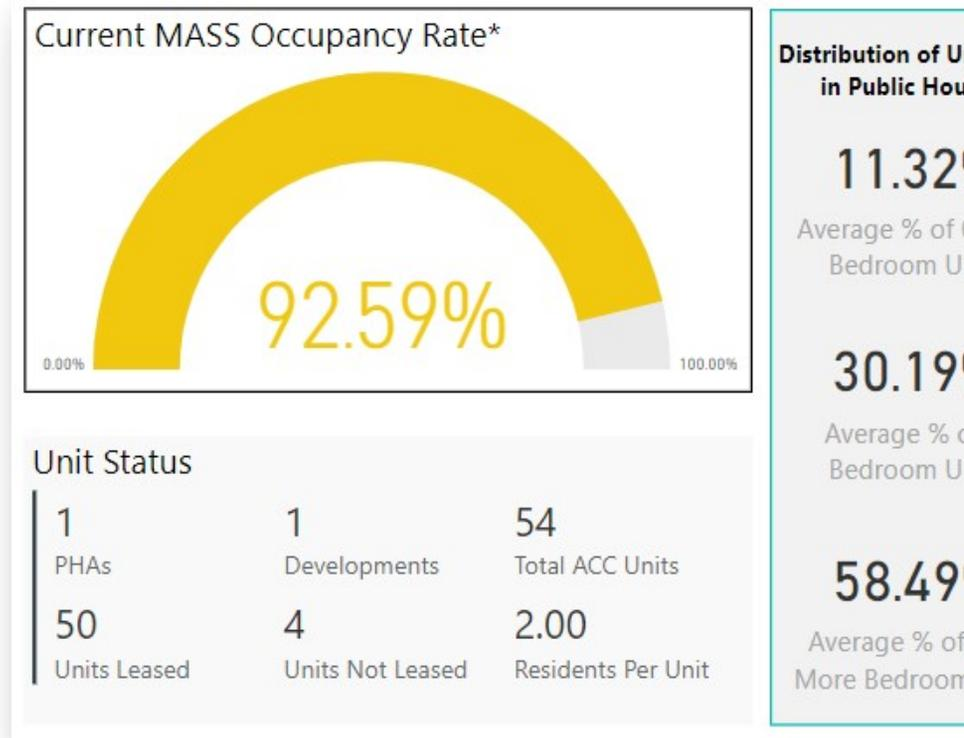 Current MASS Occupancy Rate*
92.59%
0.00%
100.00%
Unit Status
1
PHAs
1
Developments
54
Total ACC Units
50
Units Leased
4
Units Not Leased
2.00
Residents Per Unit
Distribution of
in Public
11.32
Average % of
Bedroom
30.19
Average %
Bedroom
58.49
Average % of
More